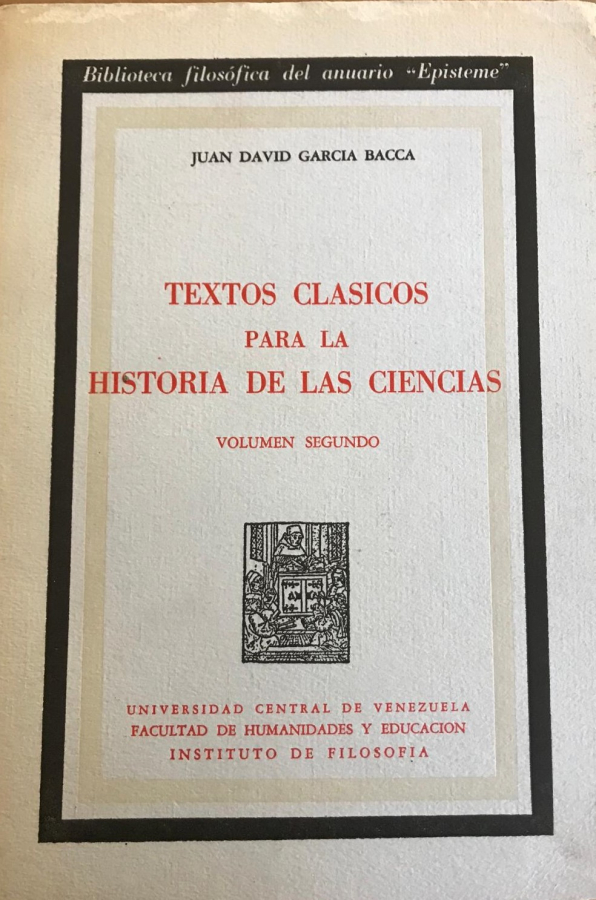 Biblioteca filosófica del anuario "Episteme"
JUAN DAVID GARCIA BACCA
TEXTOS CLASICOS
PARA LA
HISTORIA DE LAS CIENCIAS
VOLUMEN SEGUNDO
UNIVERSIDAD CENTRAL DE VENEZUELA
FACULTAD DE HUMANIDADES Y EDUCACION
INSTITUTO DE FILOSOFIA